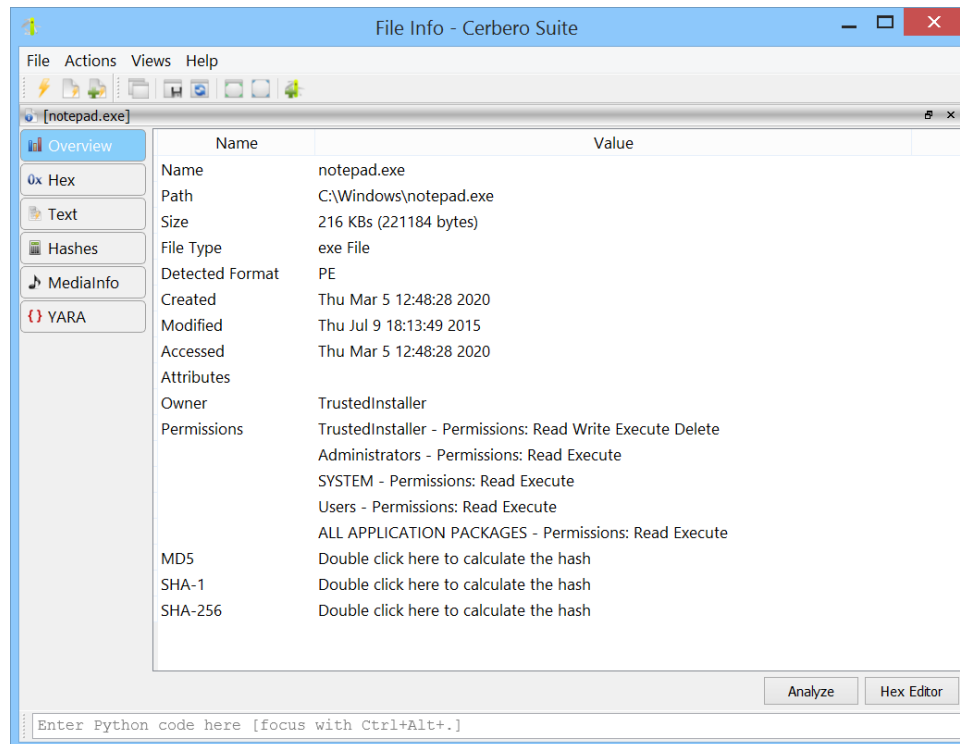 File Info - Cerbero Suite
File Actions Views Help
[notepad.exe]
Overview
0x Hex
Text
Hashes
MediaInfo
{} YARA
Name Value
Name notepad.exe
Path C:\Windows\notepad.exe
Size 216 KBs (221184 bytes)
File Type exe File
Detected Format PE
Created Thu Mar 5 12:48:28 2020
Modified Thu Jul 9 18:13:49 2015
Accessed Thu Mar 5 12:48:28 2020
Attributes
Owner TrustedInstaller
Permissions TrustedInstaller - Permissions: Read Write Execute Delete
Administrators - Permissions: Read Execute
SYSTEM - Permissions: Read Execute
Users - Permissions: Read Execute
ALL APPLICATION PACKAGES - Permissions: Read Execute
MD5 Double click here to calculate the hash
SHA-1 Double click here to calculate the hash
SHA-256 Double click here to calculate the hash
Analyze Hex Editor
Enter Python code here [focus with Ctrl+Alt+.]